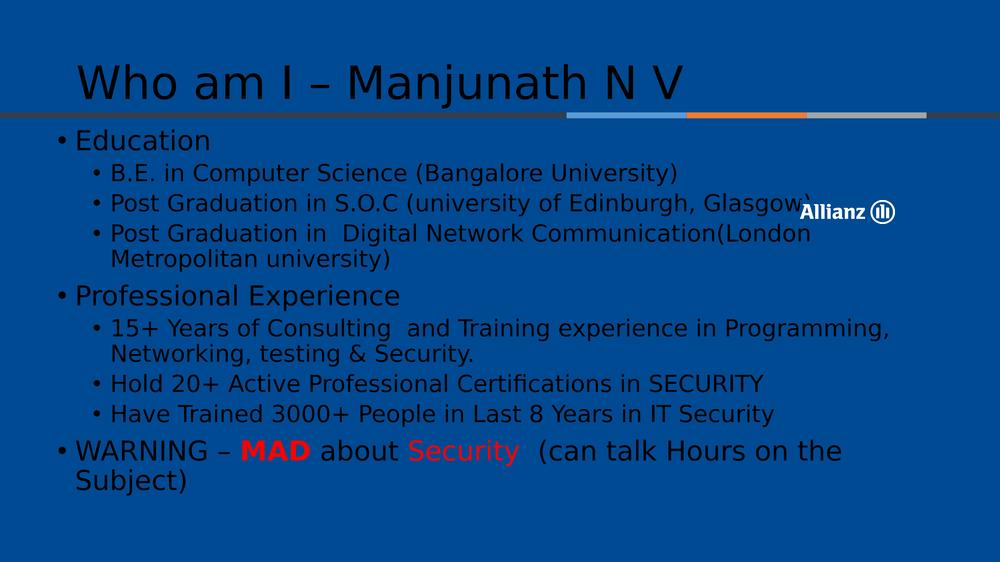 Who am I – Manjunath N V
• Education
• B.E. in Computer Science (Bangalore University)
• Post Graduation in S.O.C (university of Edinburgh, Glasgow)
Allianz
• Post Graduation in  Digital Network Communication(London
Metropolitan university)
• Professional Experience
• 15+ Years of Consulting  and Training experience in Programming,
Networking, testing & Security.
• Hold 20+ Active Professional Certifications in SECURITY
• Have Trained 3000+ People in Last 8 Years in IT Security
• WARNING – MAD about Security  (can talk Hours on the
Subject)